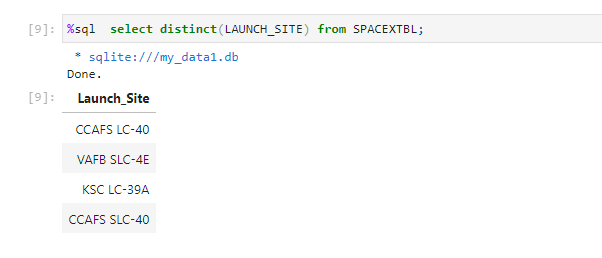 [9]: %sql select distinct(LAUNCH_SITE) from SPACEXTBL;
* sqlite:///my_data1.db
Done.
[9]: Launch_Site
CCAFS LC-40
VAFB SLC-4E
KSC LC-39A
CCAFS SLC-40